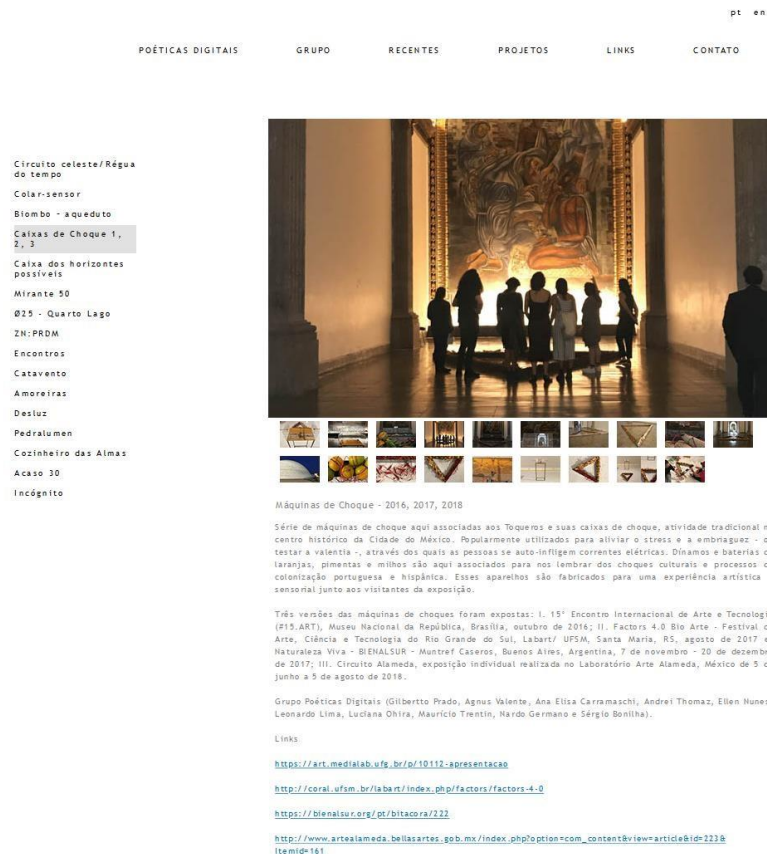 pt en
POÉTICAS DIGITAIS GRUPO RECENTES PROJETOS LINKS CONTATO
Circuito celeste/Régua
do tempo
Colar-sensor
Biombo - aqueduto
Caixas de Choque 1,
2, 3
Caixa dos horizontes
possíveis
Mirante 50
Ø25 - Quarto Lago
ZN:PRDM
Encontros
Catavento
Amoreiras
Desluz
Pedralumen
Cozinheiro das Almas
Acaso 30
Incógnito
Máquinas de Choque - 2016, 2017, 2018
Série de máquinas de choque aqui associadas aos Toqueros e suas caixas de choque, atividade tradicional
centro histórico da Cidade do México. Popularmente utilizados para aliviar o stress e a embriaguez -
testar a valentia -, através dos quais as pessoas se auto-infligem correntes elétricas. Dínamos e baterias
laranjas, pimentas e milhos são aqui associados para nos lembrar dos choques culturais e processos
colonização portuguesa e hispânica. Esses aparelhos são fabricados para uma experiência artística
sensorial junto aos visitantes da exposição.
Três versões das máquinas de choques foram expostas: I. 15° Encontro Internacional de Arte e Tecnologi
(#15.ART), Museu Nacional da República, Brasília, outubro de 2016; II. Factors 4.0 Bio Arte - Festival
Arte, Ciência e Tecnologia do Rio Grande do Sul, Labart/ UFSM, Santa Maria, RS, agosto de 2017
Naturaleza Viva - BIENALSUR - Muntref Caseros, Buenos Aires, Argentina, 7 de novembro - 20 de dezembr
de 2017; III. Circuito Alameda, exposição individual realizada no Laboratório Arte Alameda, México de 5
junho a 5 de agosto de 2018.
Grupo Poéticas Digitais (Gilbertto Prado, Agnus Valente, Ana Elisa Carramaschi, Andrei Thomaz, Ellen Nunes
Leonardo Lima, Luciana Ohira, Maurício Trentin, Nardo Germano e Sérgio Bonilha).
Links
https://art.medialab.ufg.br/p/10112-apresentacao
http://coral.ufsm.br/labart/index.php/factors/factors-4-0
https://bienalsur.org/pt/bitacora/222
http://www.artealameda.bellasartes.gob.mx/index.php?option=com_content&view=article&id=223&
Itemid=161